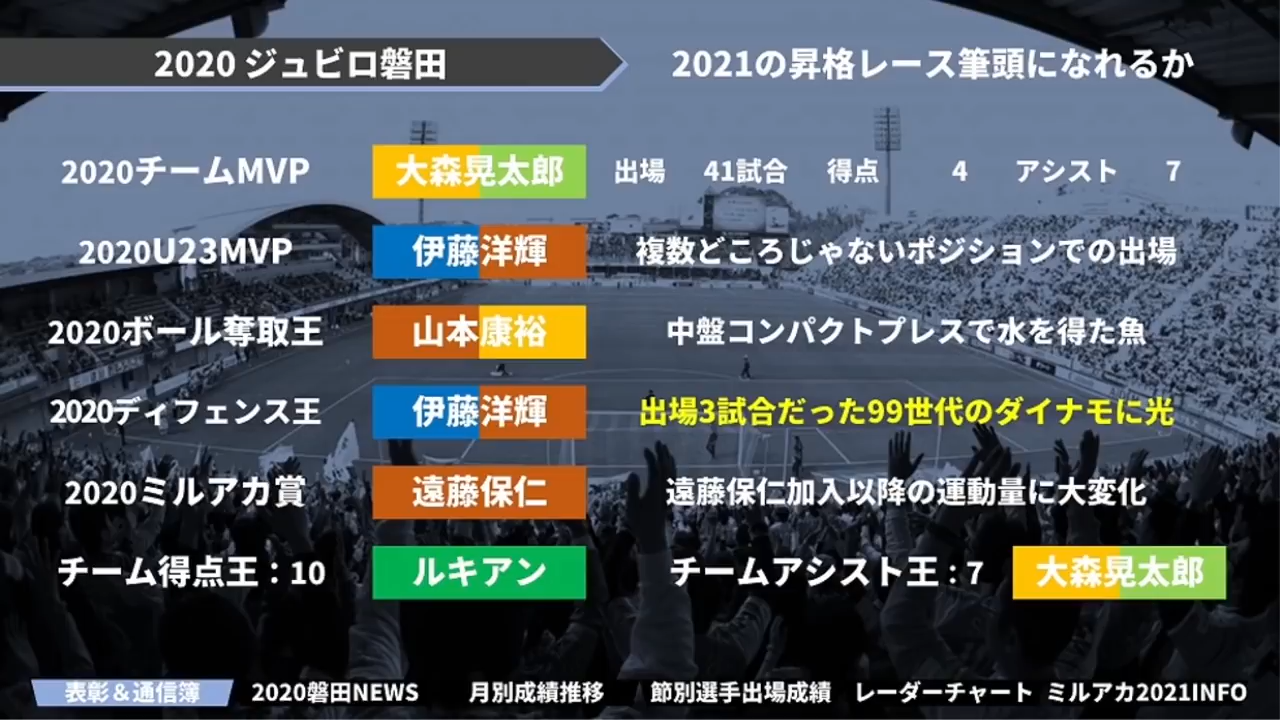 2020 ジュビロ磐田 2021の昇格レース筆頭になれるか
2020チームMVP 大森晃太郎 出場 41試合 得点 4 アシスト 7
2020U23MVP 伊藤洋輝 複数どころじゃないポジションでの出場
2020ボール奪取王 山本康裕 中盤コンパクトプレスで水を得た魚
2020ディフェンス王 伊藤洋輝 出場3試合だった99世代のダイナモに光
2020ミルアカ賞 遠藤保仁 遠藤保仁加入以降の運動量に大変化
チーム得点王：10 ルキアン チームアシスト王：7 大森晃太郎
表彰＆通信簿 2020磐田NEWS 月別成績推移 節別選手出場成績 レーダーチャート ミルアカ2021INFO